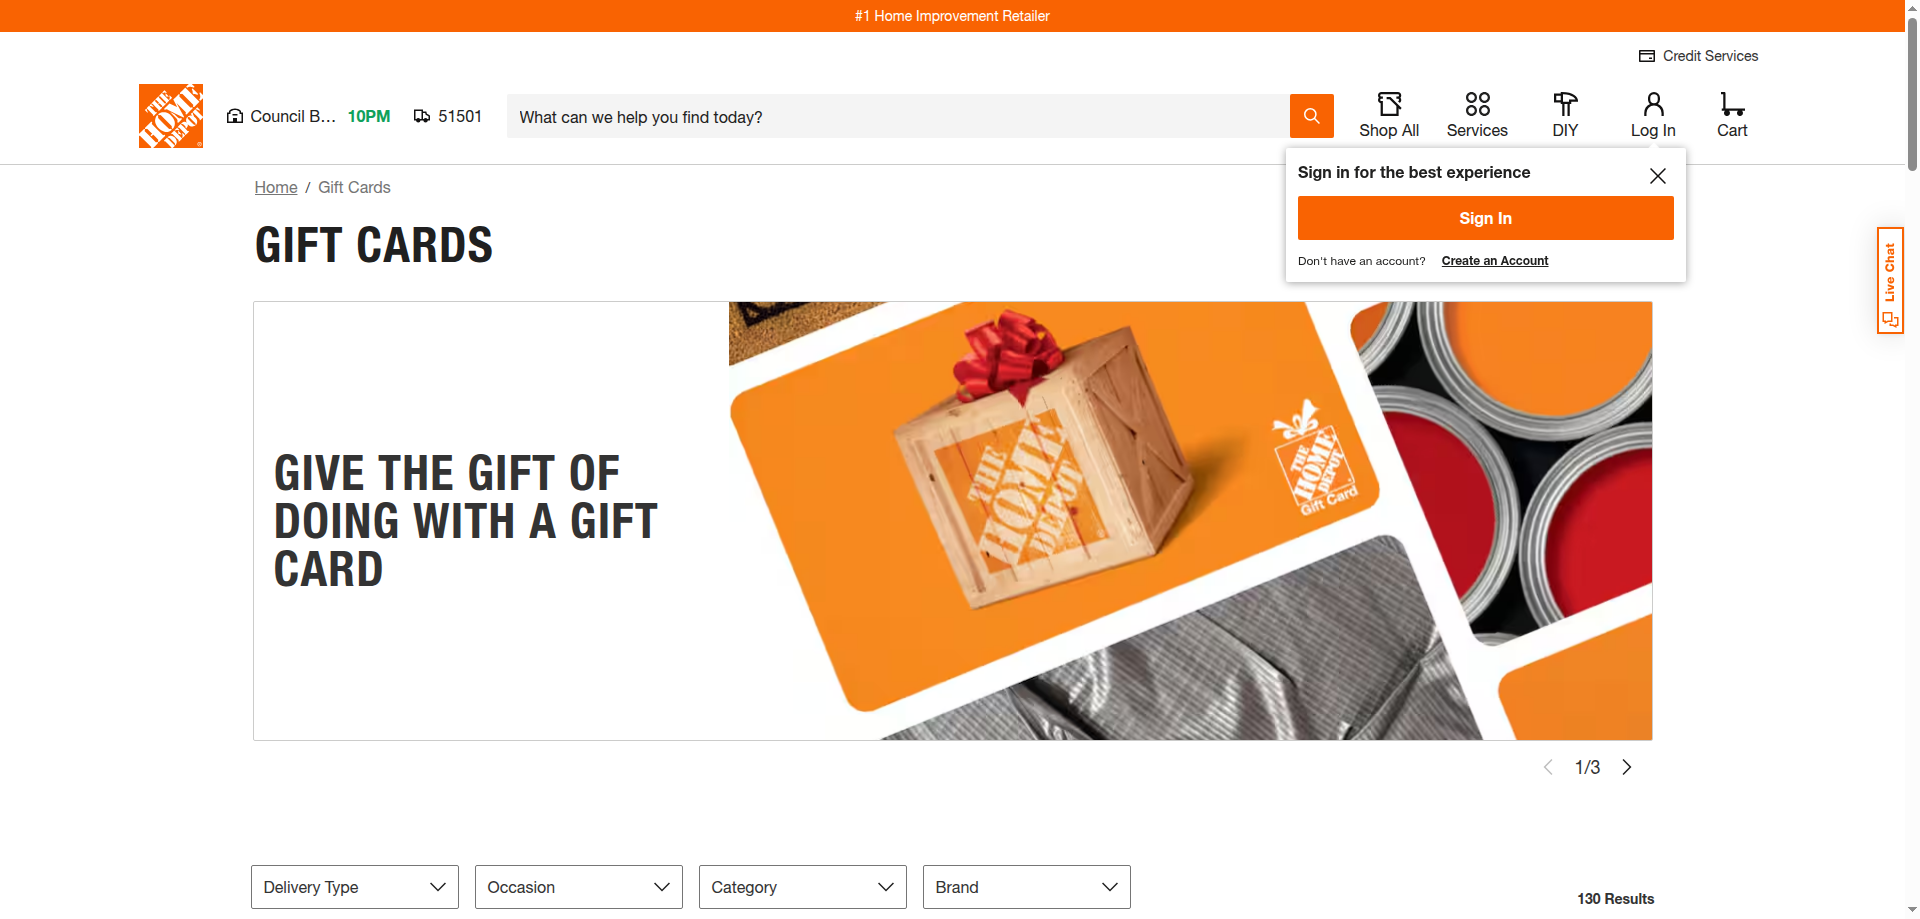 #1 Home Improvement Retailer
Credit Services
THE HOME DEPOT
Council B... 10PM
51501
What can we help you find today?
Shop All
Services
DIY
Log In
Cart
Sign in for the best experience
Sign In
Don't have an account? Create an Account
Home / Gift Cards
GIFT CARDS
Live Chat
GIVE THE GIFT OF
DOING WITH A GIFT
CARD
THE
HOME
DEPOT
THE
HOME
DEPOT
Gift Card
1/3
Delivery Type
Occasion
Category
Brand
130 Results